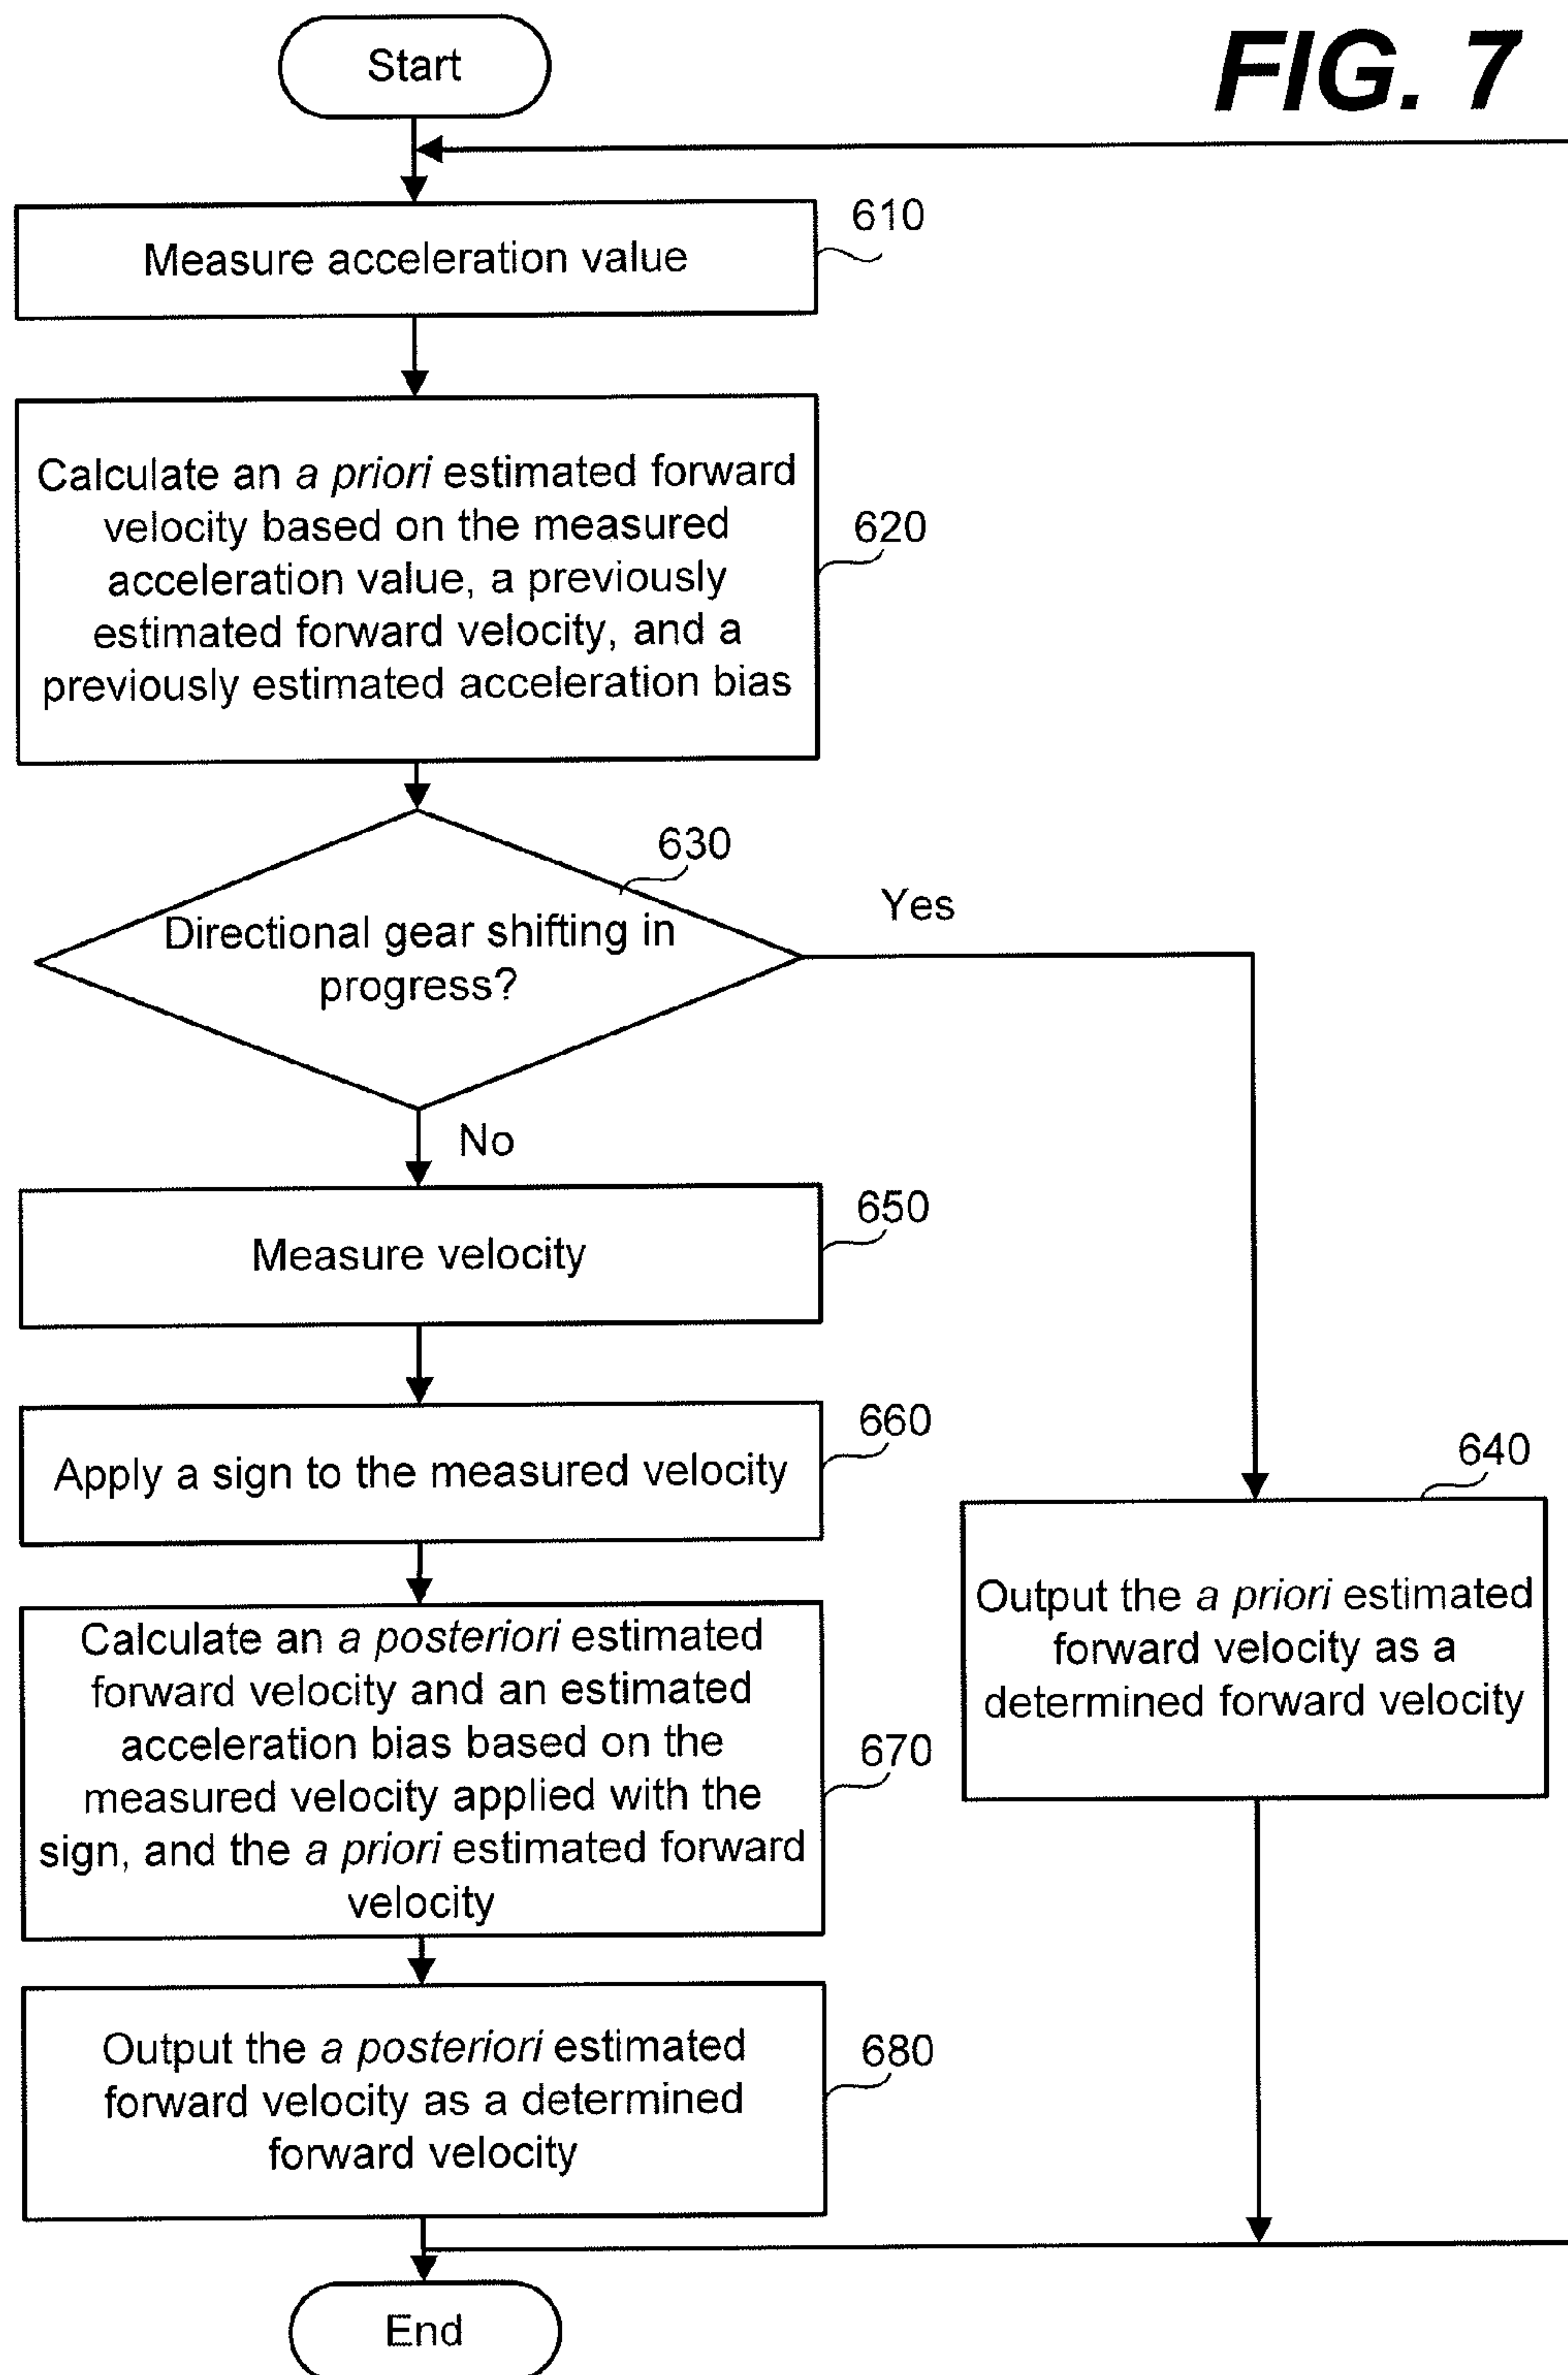 FIG. 7
Start
Measure acceleration value
610
Calculate an a priori estimated forward
velocity based on the measured
acceleration value, a previously
estimated forward velocity, and a
previously estimated acceleration bias
620
630
Directional gear shifting in
progress?
Yes
No
Measure velocity
650
Apply a sign to the measured velocity
660
640
Output the a priori estimated
forward velocity as a
determined forward velocity
Calculate an a posteriori estimated
forward velocity and an estimated
acceleration bias based on the
measured velocity applied with the
sign, and the a priori estimated forward
velocity
670
Output the a posteriori estimated
forward velocity as a determined
forward velocity
680
End